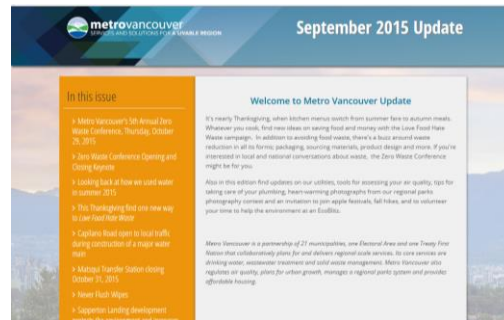 metrovancouver
SERVICES AND SOLUTIONS FOR A LIVABLE REGION
September 2015 Update
In this issue
> Metro Vancouver's 5th Annual Zero
Waste Conference, Thursday, October
29, 2015
> Zero Waste Conference Opening and
Closing Keynote
> Looking back at how we used water
in summer 2015
> This Thanksgiving find one new way
to Love Food Hate Waste
> Capilano Road open to local traffic
during construction of a major water
main
> Matsqui Transfer Station closing
October 31, 2015
> Never Flush Wipes
> Sapperton Landing development
Welcome to Metro Vancouver Update
It's nearly Thanksgiving, when kitchen menus switch from summer fare to autumn meals.
Whatever you cook, find new ideas on saving food and money with the Love Food Hate
Waste campaign. In addition to avoiding food waste, there's a buzz around waste
reduction in all its forms: packaging, sourcing materials, product design and more. If you're
interested in local and national conversations about waste, the Zero Waste Conference
might be for you.
Also in this edition find updates on our utilities, tools for assessing your air quality, tips for
taking care of your plumbing, heart-warming photographs from our regional parks
photography contest and an invitation to join apple festivals, fall hikes, and to volunteer
your time to help the environment at an EcoBlitz.
Metro Vancouver is a partnership of 21 municipalities, one Electoral Area and one Treaty First
Nation that collaboratively plans for and delivers regional-scale services. Its core services are
drinking water, wastewater treatment and solid waste management. Metro Vancouver also
regulates air quality, plans for urban growth, manages a regional parks system and provides
affordable housing.